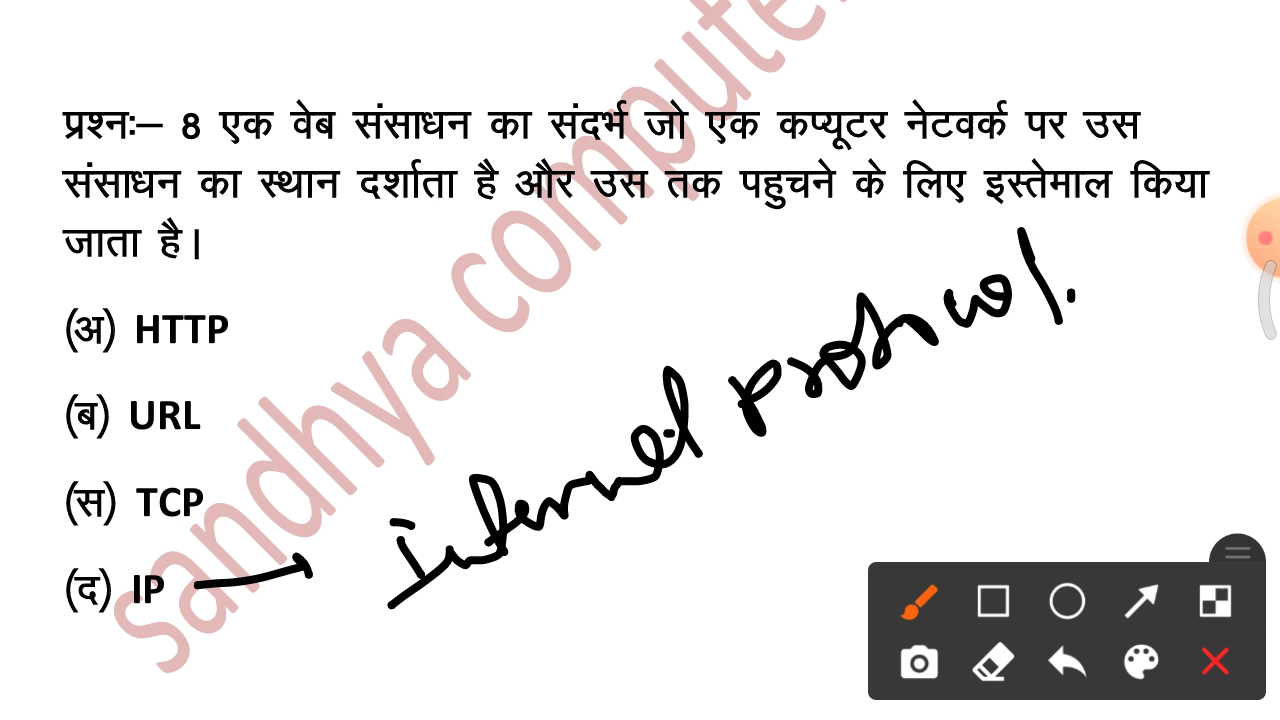 प्रश्नः– 8 एक वेब संसाधन का संदर्भ जो एक कप्यूटर नेटवर्क पर उस
संसाधन का स्थान दर्शाता है और उस तक पहुचने के लिए इस्तेमाल किया
जाता है।
(अ) HTTP
(ब) URL
(स) TCP
(द) IP
internet protocol.
sandhya computer